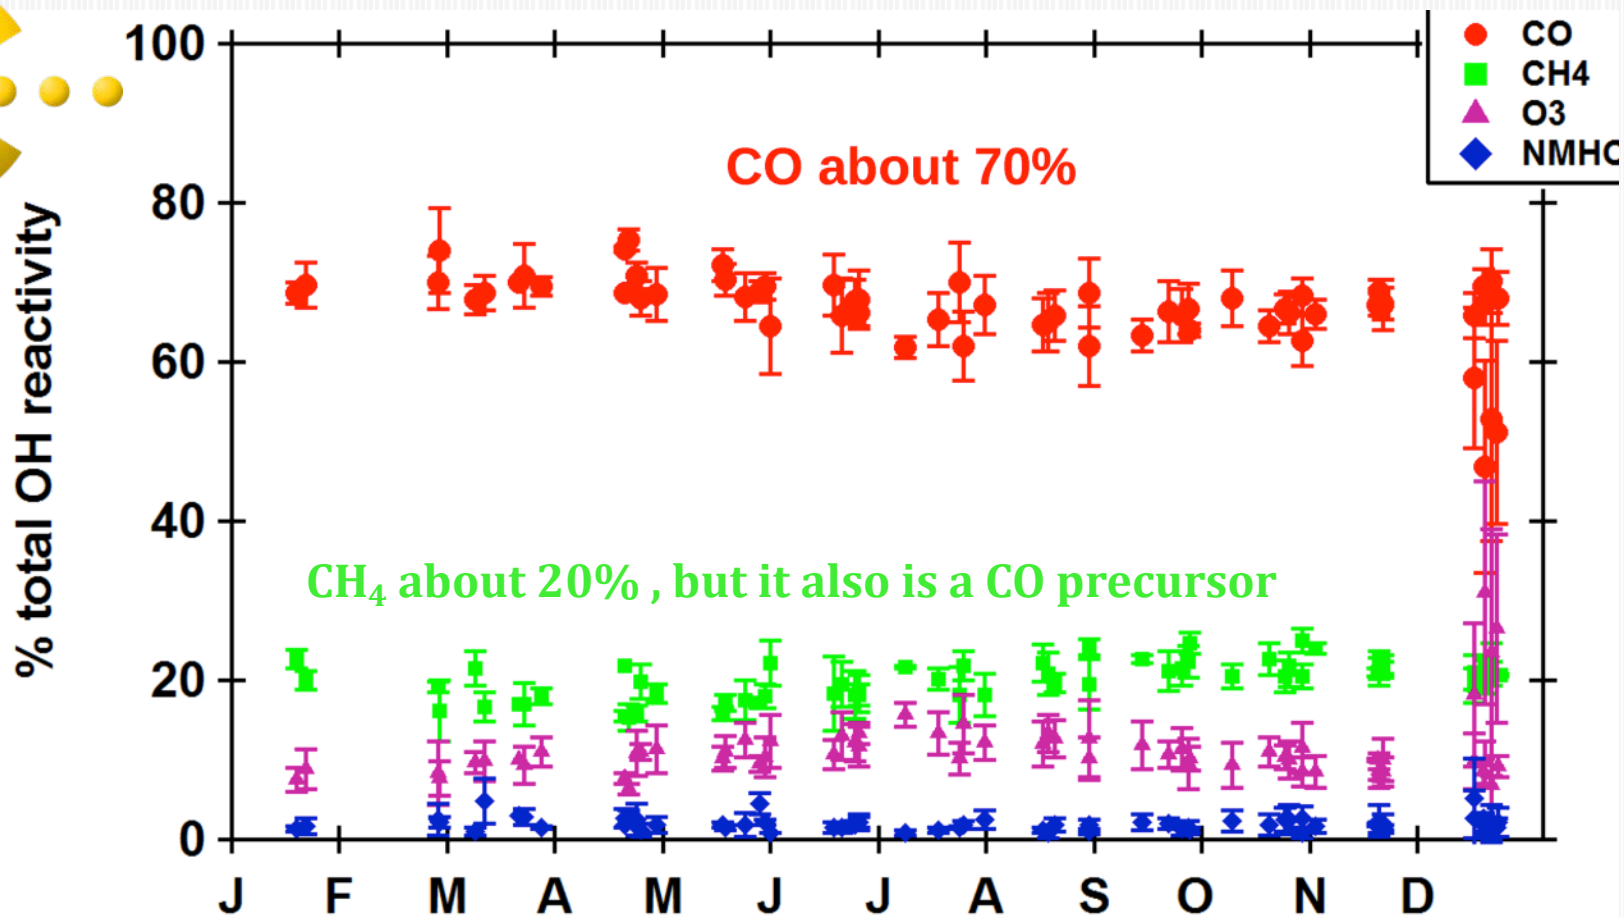 100
80
60
40
20
0
% total OH reactivity
CO
CH4
O3
NMHC
CO about 70%
CH₄ about 20% , but it also is a CO precursor
J F M A M J J A S O N D